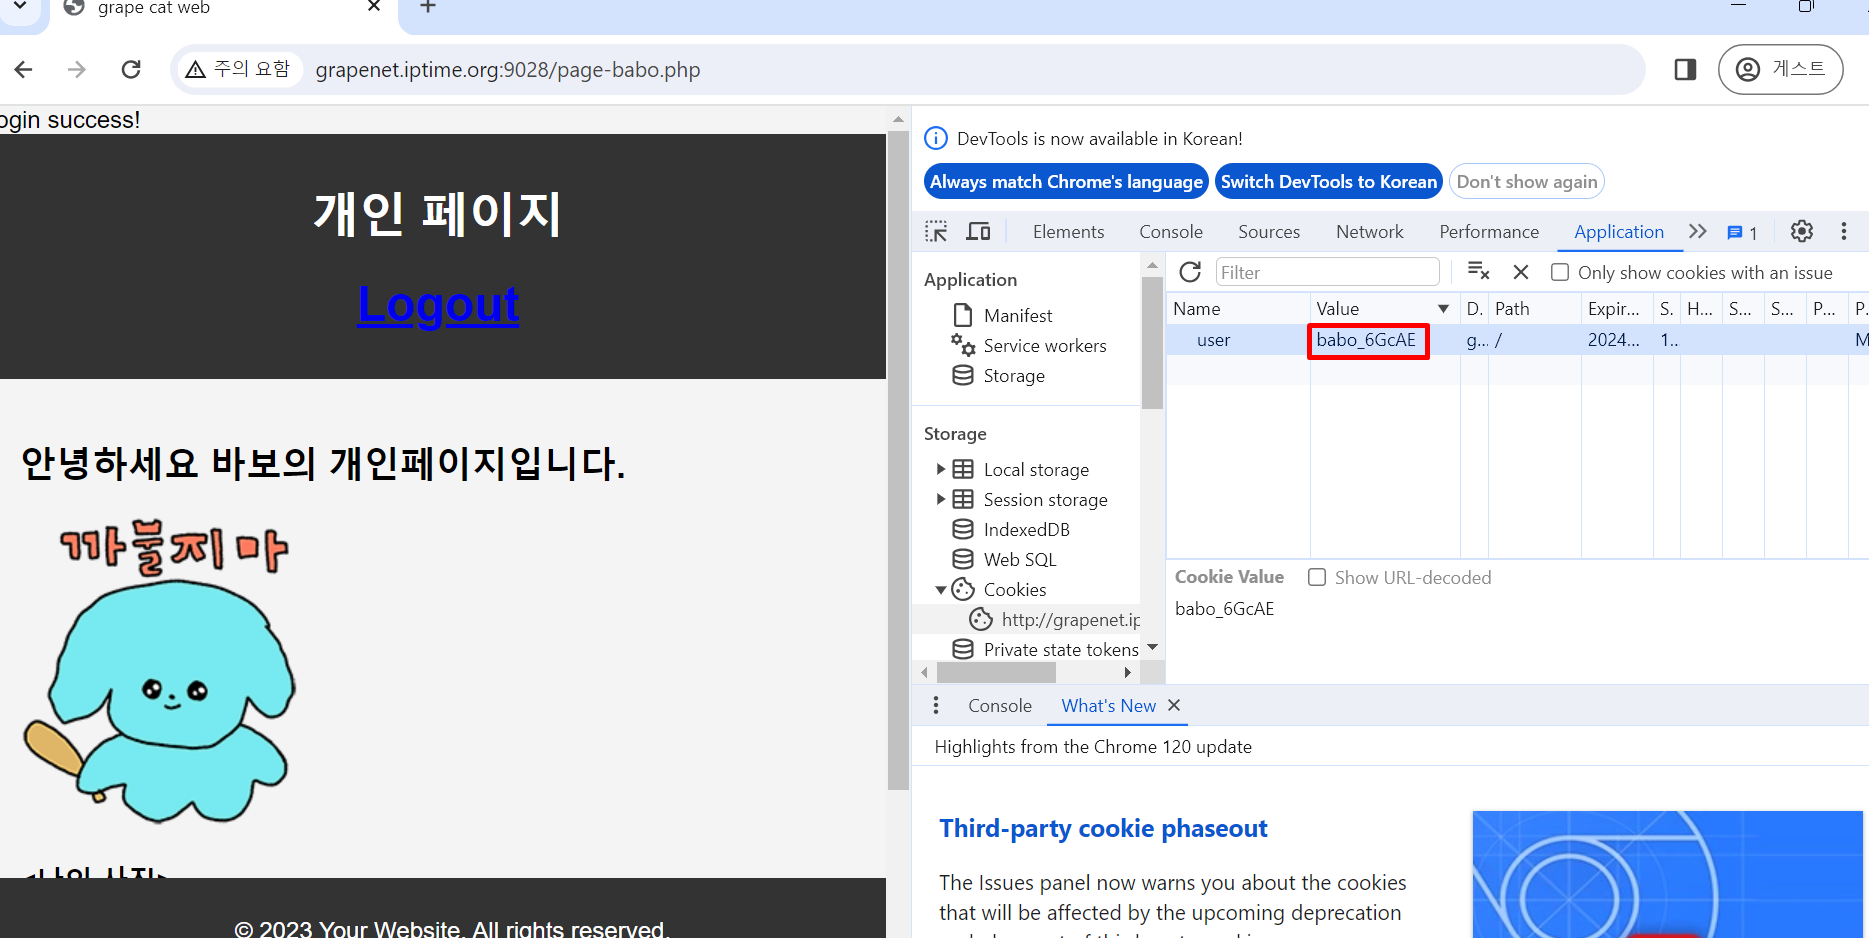 grape cat web
주의 요함
grapenet.iptime.org:9028/page-babo.php
게스트
ogin success!
개인 페이지
Logout
안녕하세요 바보의 개인페이지입니다.
까불지 마
<나의 사진>
© 2023 Your Website. All rights reserved.
DevTools is now available in Korean!
Always match Chrome's language
Switch DevTools to Korean
Don't show again
Elements
Console
Sources
Network
Performance
Application
1
Application
Manifest
Service workers
Storage
Storage
Local storage
Session storage
IndexedDB
Web SQL
Cookies
http://grapenet.ip
Private state tokens
Filter
Only show cookies with an issue
Name Value D. Path Expir... S. H... S... S... P... P.
user babo_6GcAE g... / 2024... 1.. M
Cookie Value
Show URL-decoded
babo_6GcAE
Console
What's New
Highlights from the Chrome 120 update
Third-party cookie phaseout
The Issues panel now warns you about the cookies
that will be affected by the upcoming deprecation